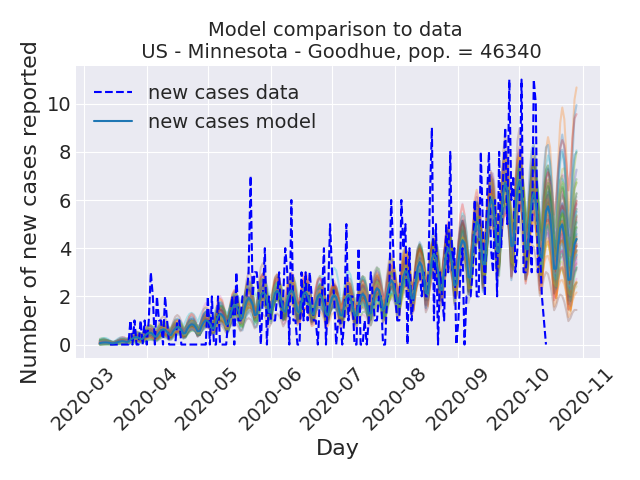 Model comparison to data
US - Minnesota - Goodhue, pop. = 46340
Number of new cases reported
10
8
6
4
2
0
new cases data
new cases model
2020-03
2020-04
2020-05
2020-06
2020-07
2020-08
2020-09
2020-10
2020-11
Day